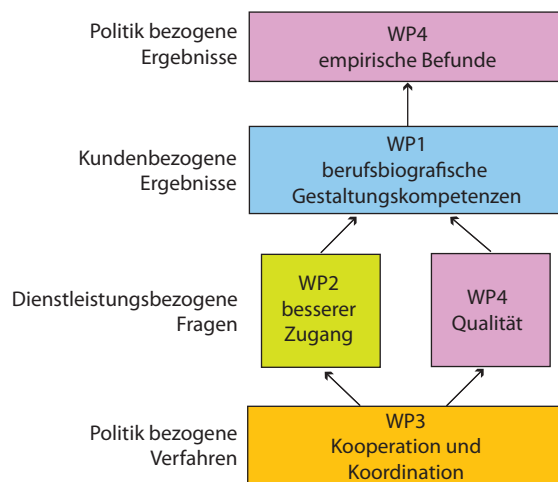 Politik bezogene
Ergebnisse
WP4
empirische Befunde
Kundenbezogene
Ergebnisse
WP1
berufsbiografische
Gestaltungskompetenzen
Dienstleistungsbezogene
Fragen
WP2
besserer
Zugang
WP4
Qualität
Politik bezogene
Verfahren
WP3
Kooperation und
Koordination